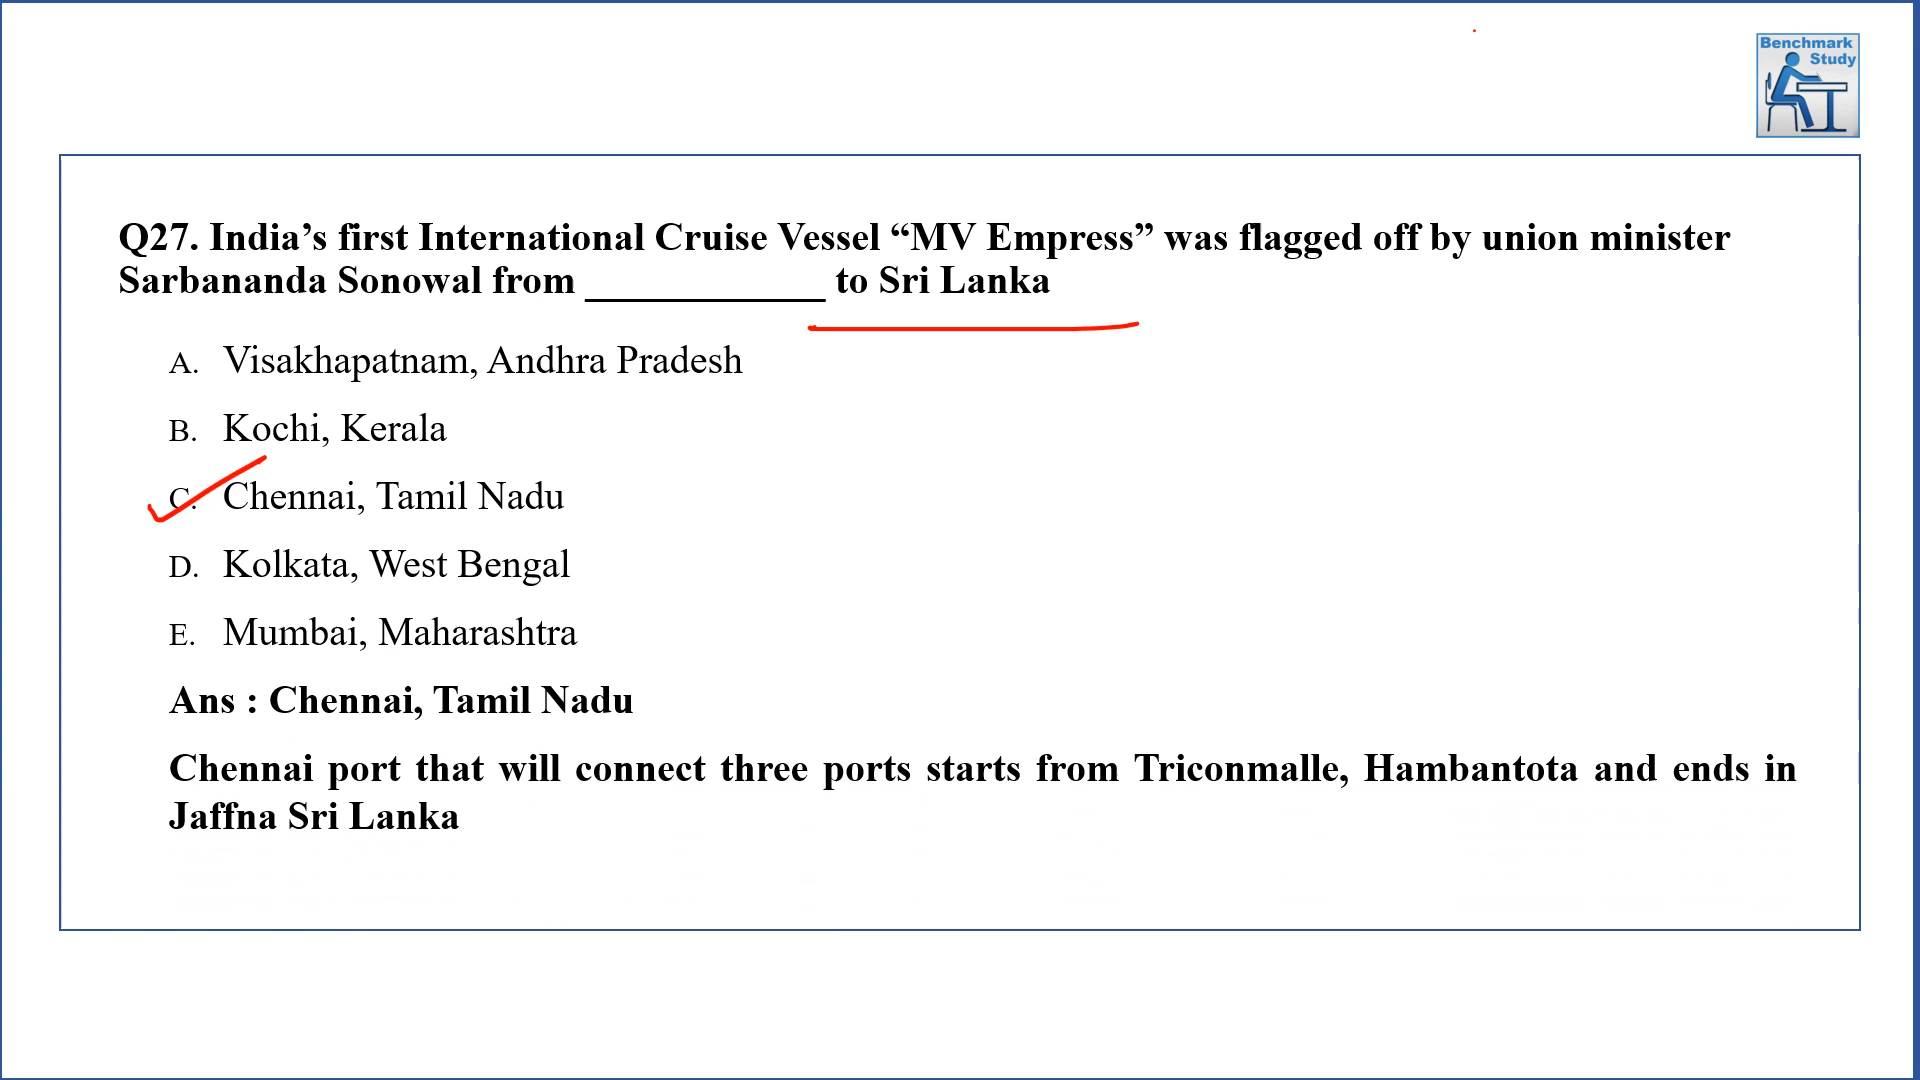 Benchmark
Study
Q27. India’s first International Cruise Vessel “MV Empress” was flagged off by union minister
Sarbananda Sonowal from ____________ to Sri Lanka
A. Visakhapatnam, Andhra Pradesh
B. Kochi, Kerala
C. Chennai, Tamil Nadu
D. Kolkata, West Bengal
E. Mumbai, Maharashtra
Ans : Chennai, Tamil Nadu
Chennai port that will connect three ports starts from Triconmalle, Hambantota and ends in
Jaffna Sri Lanka